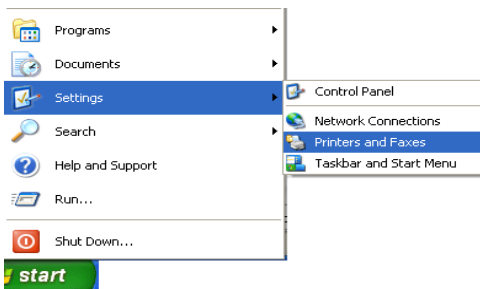 Programs
Documents
Settings
Search
Help and Support
Run...
Shut Down...
start
Control Panel
Network Connections
Printers and Faxes
Taskbar and Start Menu